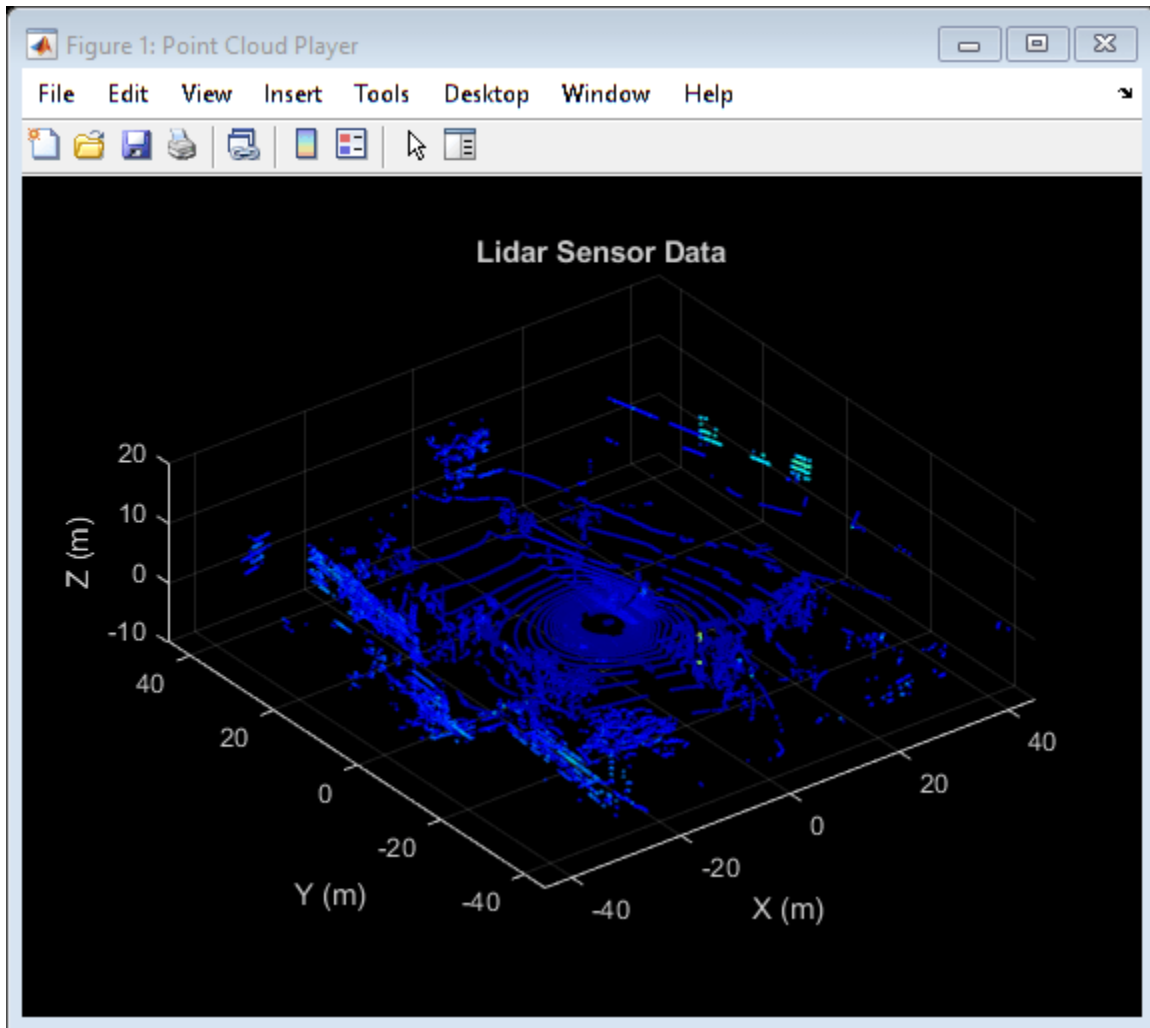 Figure 1: Point Cloud Player
File Edit View Insert Tools Desktop Window Help
Lidar Sensor Data
20
10
0
-10
Z (m)
40
20
0
-20
-40
Y (m)
-40
-20
0
20
40
X (m)